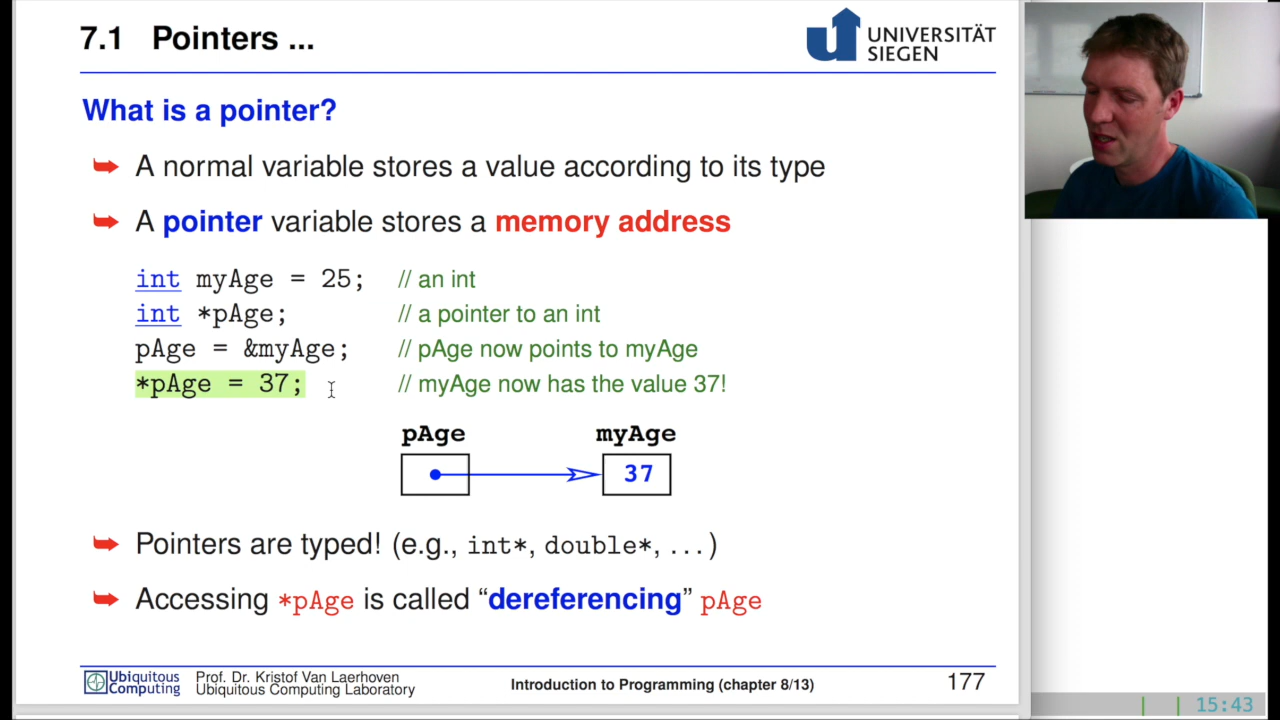 7.1 Pointers ...
UNIVERSITÄT
SIEGEN
What is a pointer?
A normal variable stores a value according to its type
A pointer variable stores a memory address
int myAge = 25; // an int
int *pAge; // a pointer to an int
pAge = &myAge; // pAge now points to myAge
*pAge = 37; // myAge now has the value 37!
pAge myAge
37
Pointers are typed! (e.g., int*, double*, ...)
Accessing *pAge is called “dereferencing” pAge
Ubiquitous
Computing
Prof. Dr. Kristof Van Laerhoven
Ubiquitous Computing Laboratory
Introduction to Programming (chapter 8/13)
177
15:43